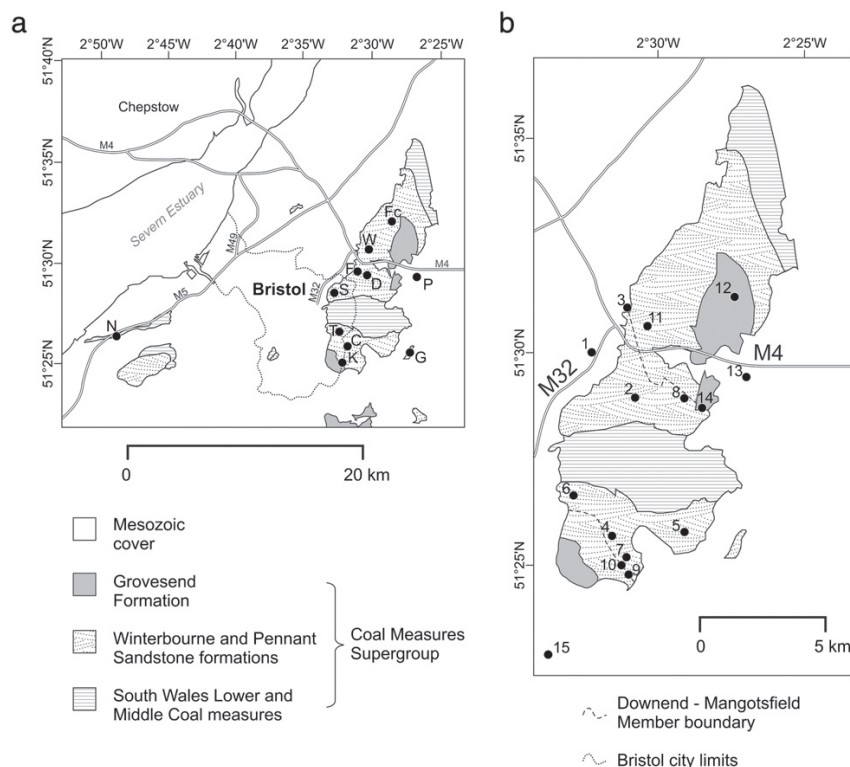 a
2°50'W 2°45'W 2°40'W 2°35'W 2°30'W 2°25'W
51°40'N
51°35'N
51°30'N
51°25'N
Chepstow
M4
Severn Estuary
Fc
W
M49
M4
F
D
P
Bristol
M32
S
M5
N
T
C
G
K
0 20 km
Mesozoic
cover
Grovesend
Formation
Winterbourne and Pennant
Sandstone formations
South Wales Lower and
Middle Coal measures
Coal Measures
Supergroup
b
2°30'W 2°25'W
51°35'N
51°30'N
51°25'N
12
3
11
1
M4
M32
13
2
8
14
6
5
4
7
10
9
15
0 5 km
Downend - Mangotsfield
Member boundary
Bristol city limits